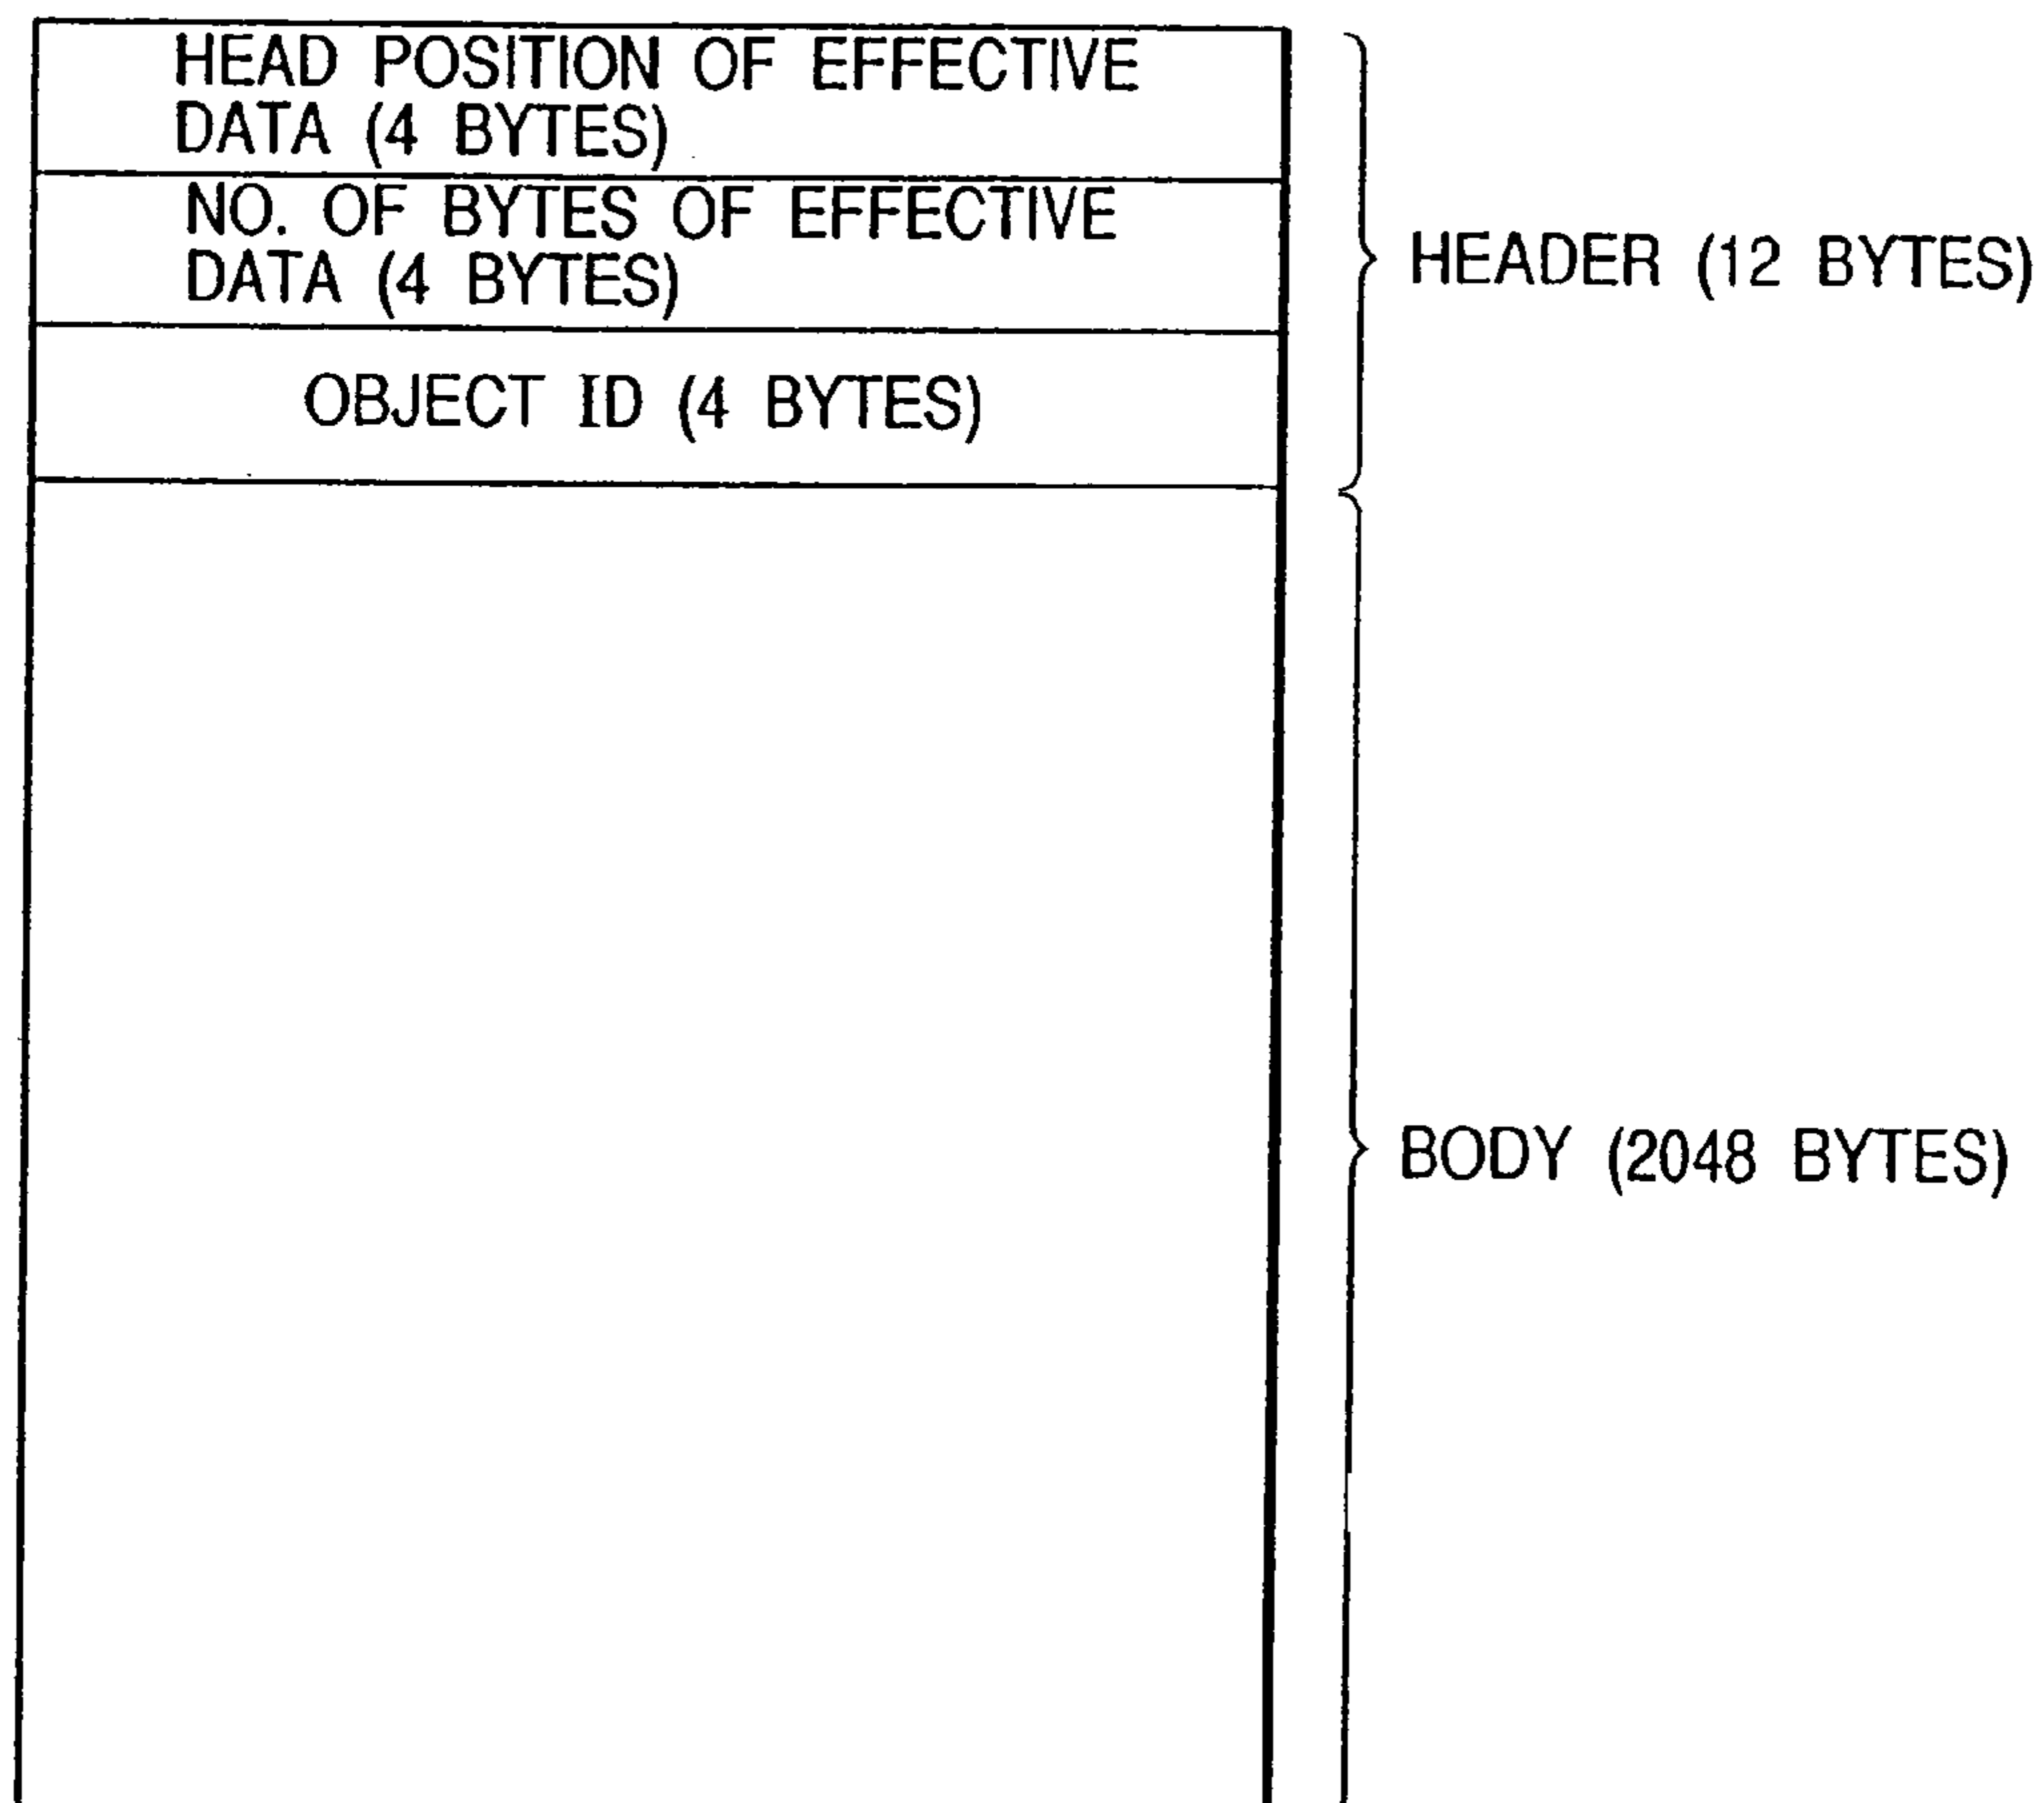 HEAD POSITION OF EFFECTIVE
DATA (4 BYTES)
NO. OF BYTES OF EFFECTIVE
DATA (4 BYTES)
HEADER (12 BYTES)
OBJECT ID (4 BYTES)
BODY (2048 BYTES)